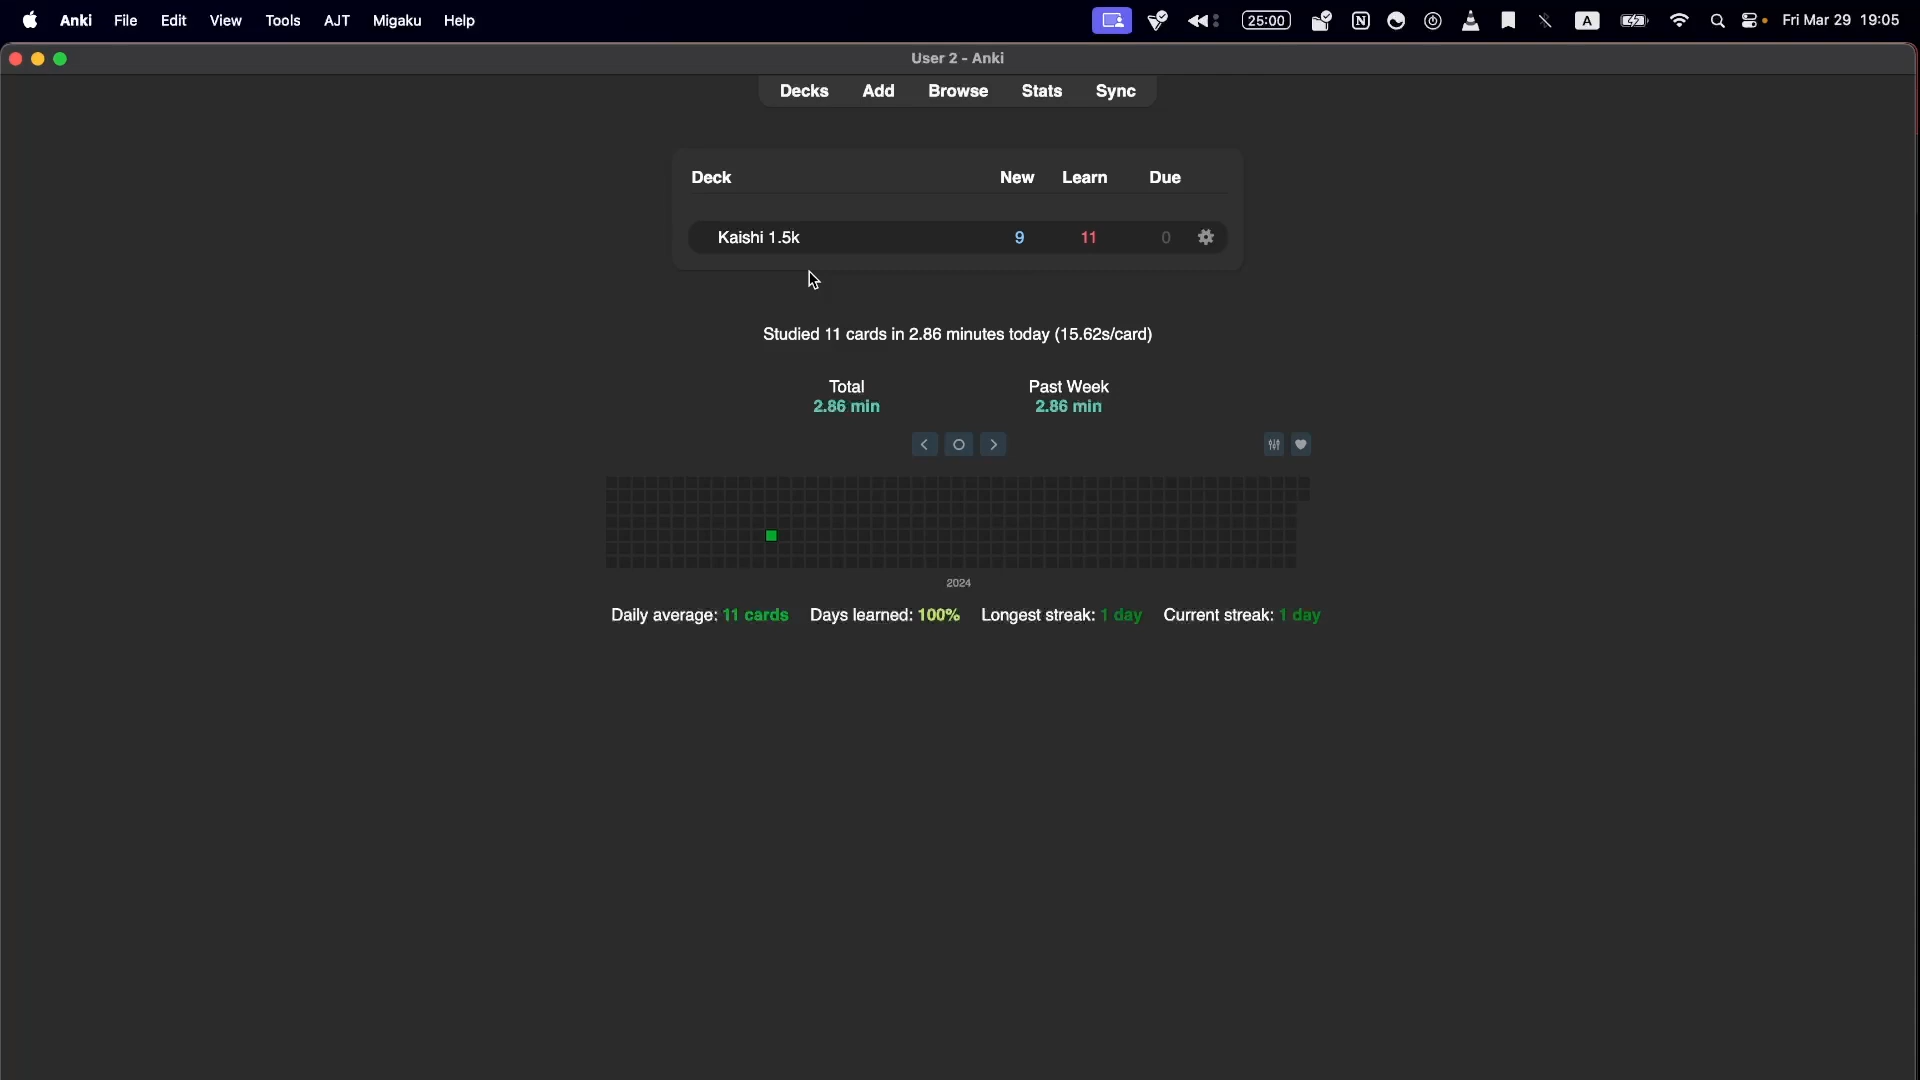 Anki File Edit View Tools AJT Migaku Help 25:00 N A Fri Mar 29 19:05
User 2 - Anki
Decks Add Browse Stats Sync
Deck New Learn Due
Kaishi 1.5k 9 11 0
Studied 11 cards in 2.86 minutes today (15.62s/card)
Total Past Week
2.86 min 2.86 min
2024
Daily average: 11 cards Days learned: 100% Longest streak: 1 day Current streak: 1 day